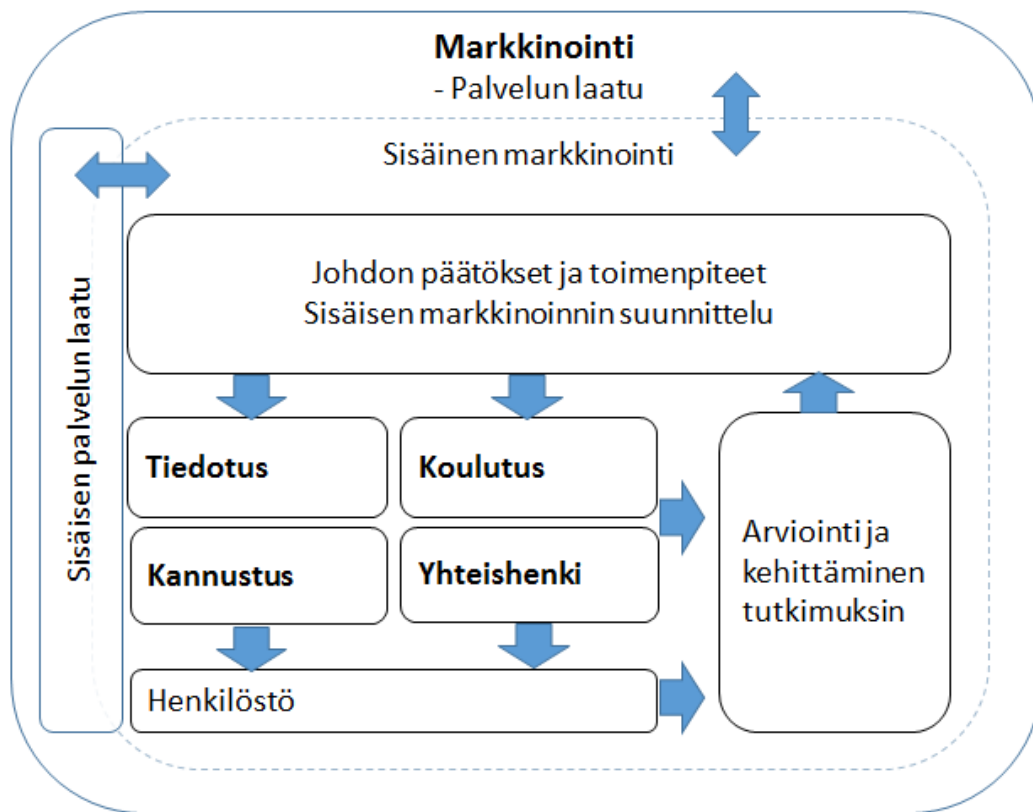 Markkinointi
- Palvelun laatu
Sisäinen markkinointi
Sisäisen palvelun laatu
Johdon päätökset ja toimenpiteet
Sisäisen markkinoinnin suunnittelu
Tiedotus
Koulutus
Kannustus
Yhteishenki
Arviointi ja
kehittäminen
tutkimuksin
Henkilöstö